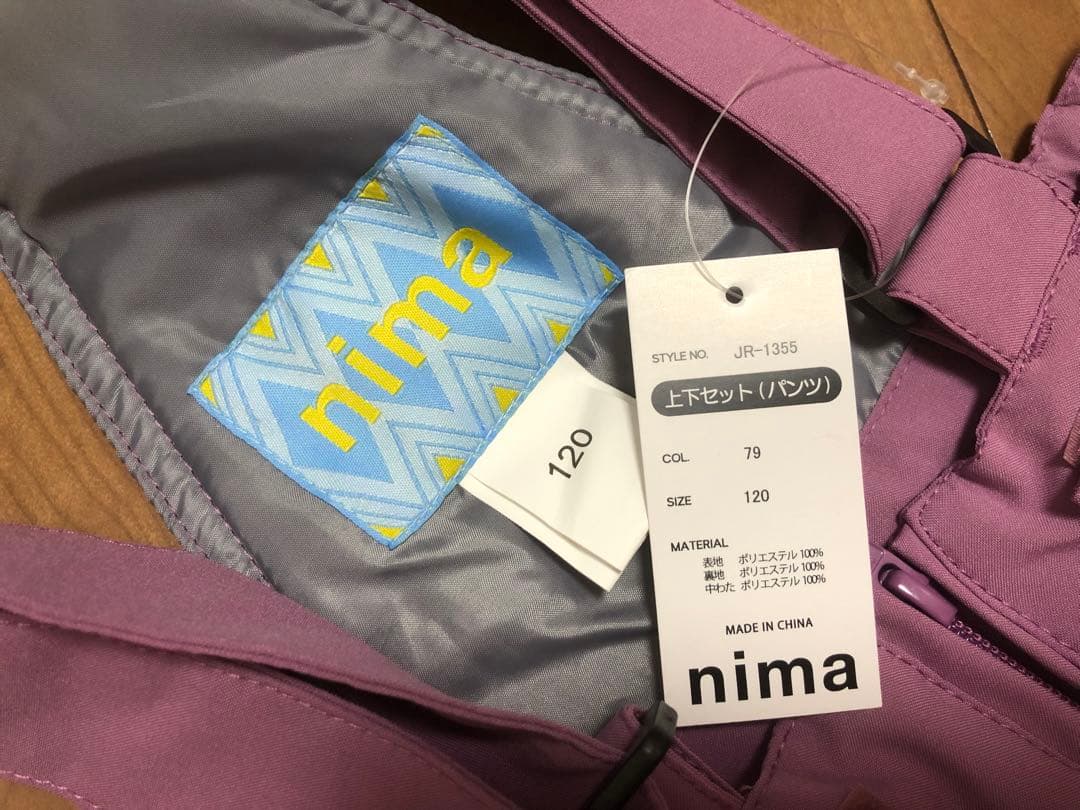 nima
120
STYLE NO. JR-1355
上下セット(パンツ)
COL. 79
SIZE 120
MATERIAL
表地 ポリエステル 100%
裏地 ポリエステル 100%
中わた ポリエステル 100%
MADE IN CHINA
nima